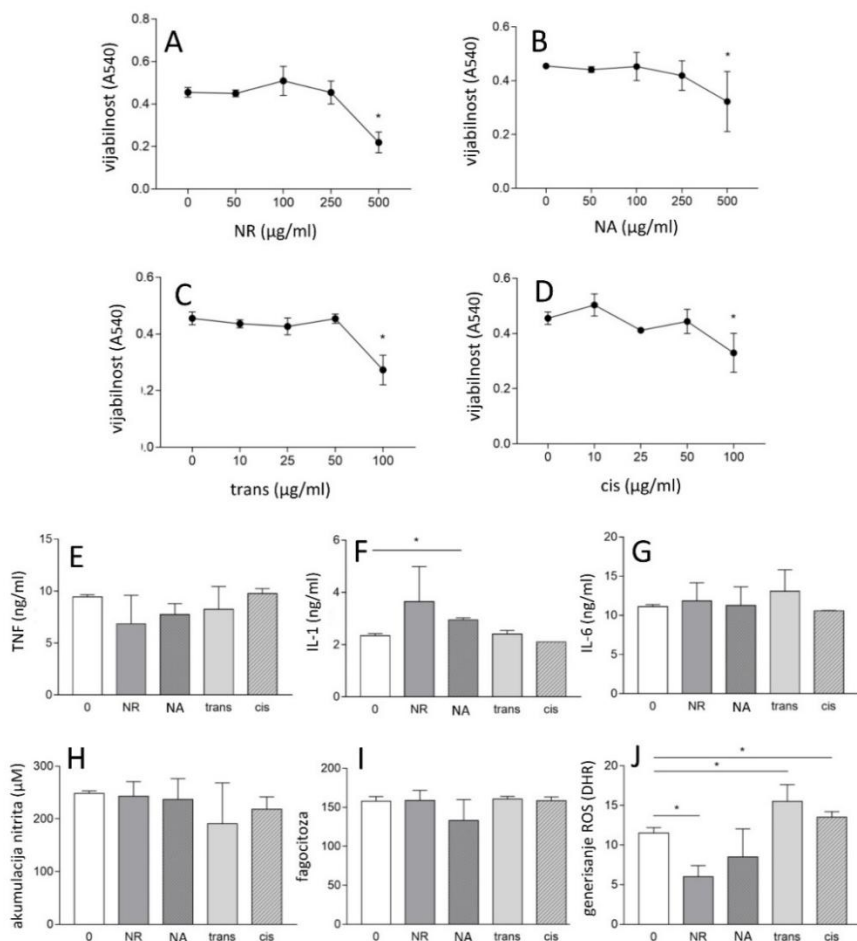 A
vijabilnost (A540)
0.8
0.6
0.4
0.2
0.0
0 50 100 250 500
*
NR (µg/ml)
B
vijabilnost (A540)
0.6
0.4
0.2
0.0
0 50 100 250 500
*
NA (µg/ml)
C
vijabilnost (A540)
0.6
0.4
0.2
0.0
0 10 25 50 100
*
trans (µg/ml)
D
vijabilnost (A540)
0.6
0.4
0.2
0.0
0 10 25 50 100
*
cis (µg/ml)
E
TNF (ng/ml)
15
10
5
0
0 NR NA trans cis
F
IL-1 (ng/ml)
6
4
2
0
*
0 NR NA trans cis
G
IL-6 (ng/ml)
20
15
10
5
0
0 NR NA trans cis
H
akumulacija nitrita (µM)
300
200
100
0
0 NR NA trans cis
I
fagocitoza
200
150
100
50
0
0 NR NA trans cis
J
generisanje ROS (DHR)
20
15
10
5
0
*
*
*
0 NR NA trans cis